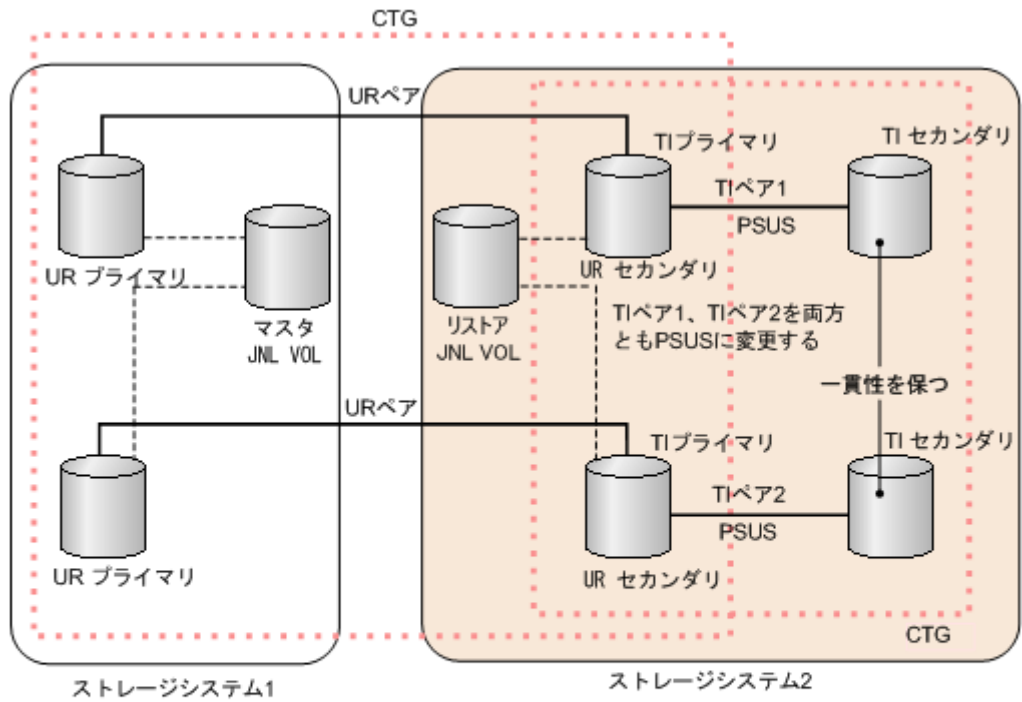 CTG
URペア
TIプライマリ
TI セカンダリ
TIペア1
PSUS
UR プライマリ
マスタ
JNL VOL
リストア
JNL VOL
UR セカンダリ
TIペア1、TIペア2を両方
ともPSUSに変更する
一貫性を保つ
URペア
TIプライマリ
TI セカンダリ
TIペア2
PSUS
UR プライマリ
UR セカンダリ
CTG
ストレージシステム1
ストレージシステム2